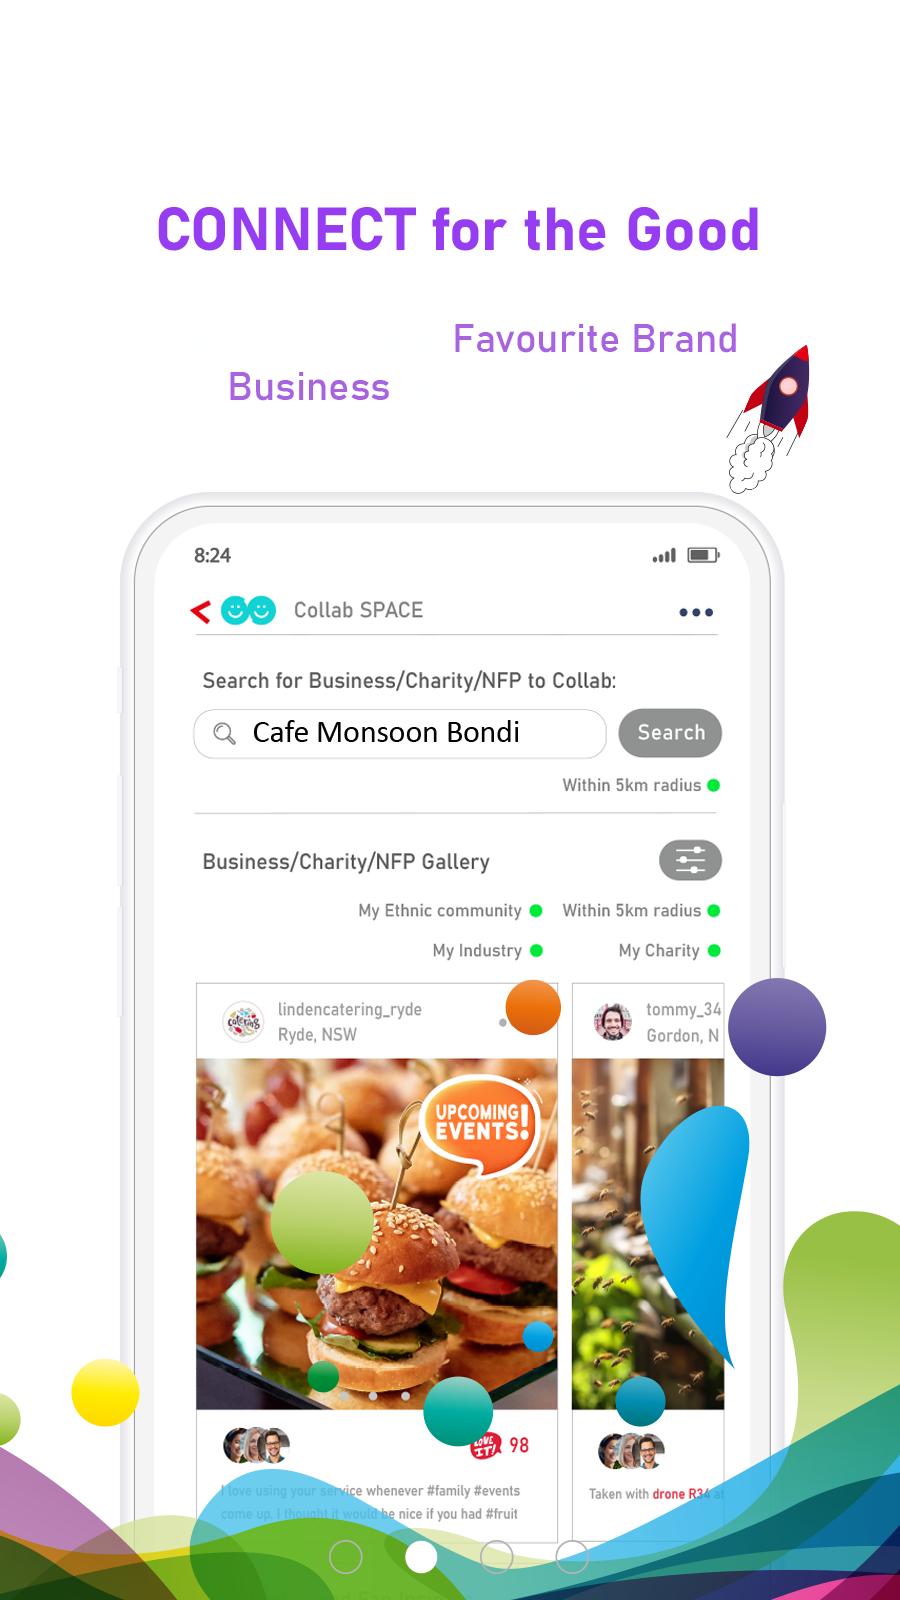 CONNECT for the Good
Favourite Brand
Business
8:24
Collab SPACE
Search for Business/Charity/NFP to Collab:
Cafe Monsoon Bondi
Search
Within 5km radius
Business/Charity/NFP Gallery
My Ethnic community
Within 5km radius
My Industry
My Charity
lindencatering_ryde
Ryde, NSW
catering
tommy_34
Gordon, N
UPCOMING
EVENTS!
LOVE
IT!
98
I love using your service whenever #family #events
come up. I thought it would be nice if you had #fruit
Taken with drone R34 at